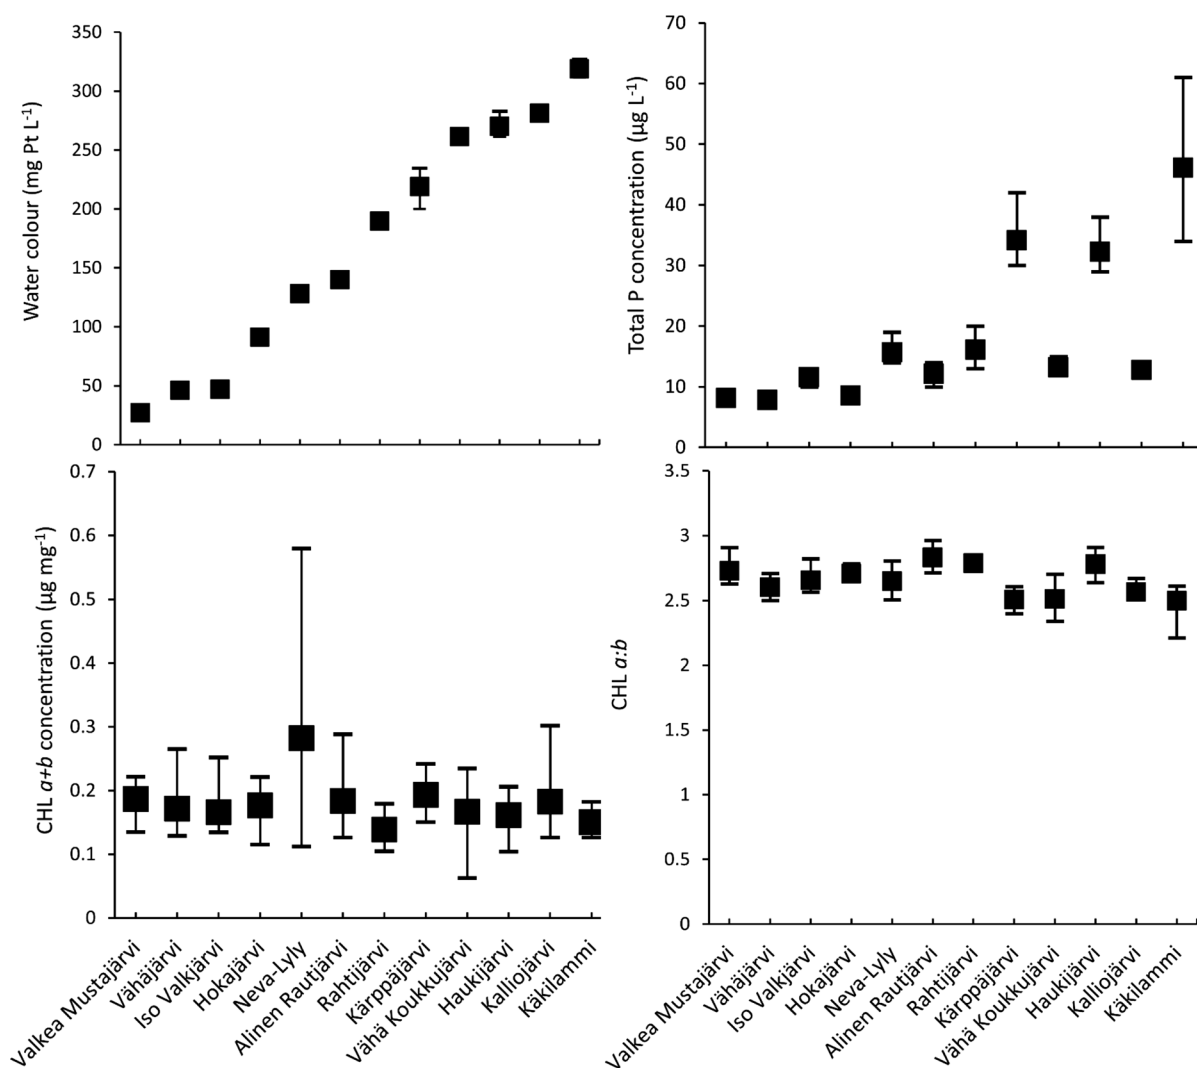 Water colour (mg Pt L⁻¹)
350
300
250
200
150
100
50
0
Total P concentration (µg L⁻¹)
70
60
50
40
30
20
10
0
CHL a+b concentration (µg mg⁻¹)
0.7
0.6
0.5
0.4
0.3
0.2
0.1
0
Valkea Mustajärvi
Vähäjärvi
Iso Valkjärvi
Hokajärvi
Neva-Lyly
Alinen Rautjärvi
Rahtijärvi
Kärppäjärvi
Vähä Koukkujärvi
Haukijärvi
Kalliojärvi
Käkilammi
CHL a:b
3.5
3
2.5
2
1.5
1
0.5
0
Valkea Mustajärvi
Vähäjärvi
Iso Valkjärvi
Hokajärvi
Neva-Lyly
Alinen Rautjärvi
Rahtijärvi
Kärppäjärvi
Vähä Koukkujärvi
Haukijärvi
Kalliojärvi
Käkilammi